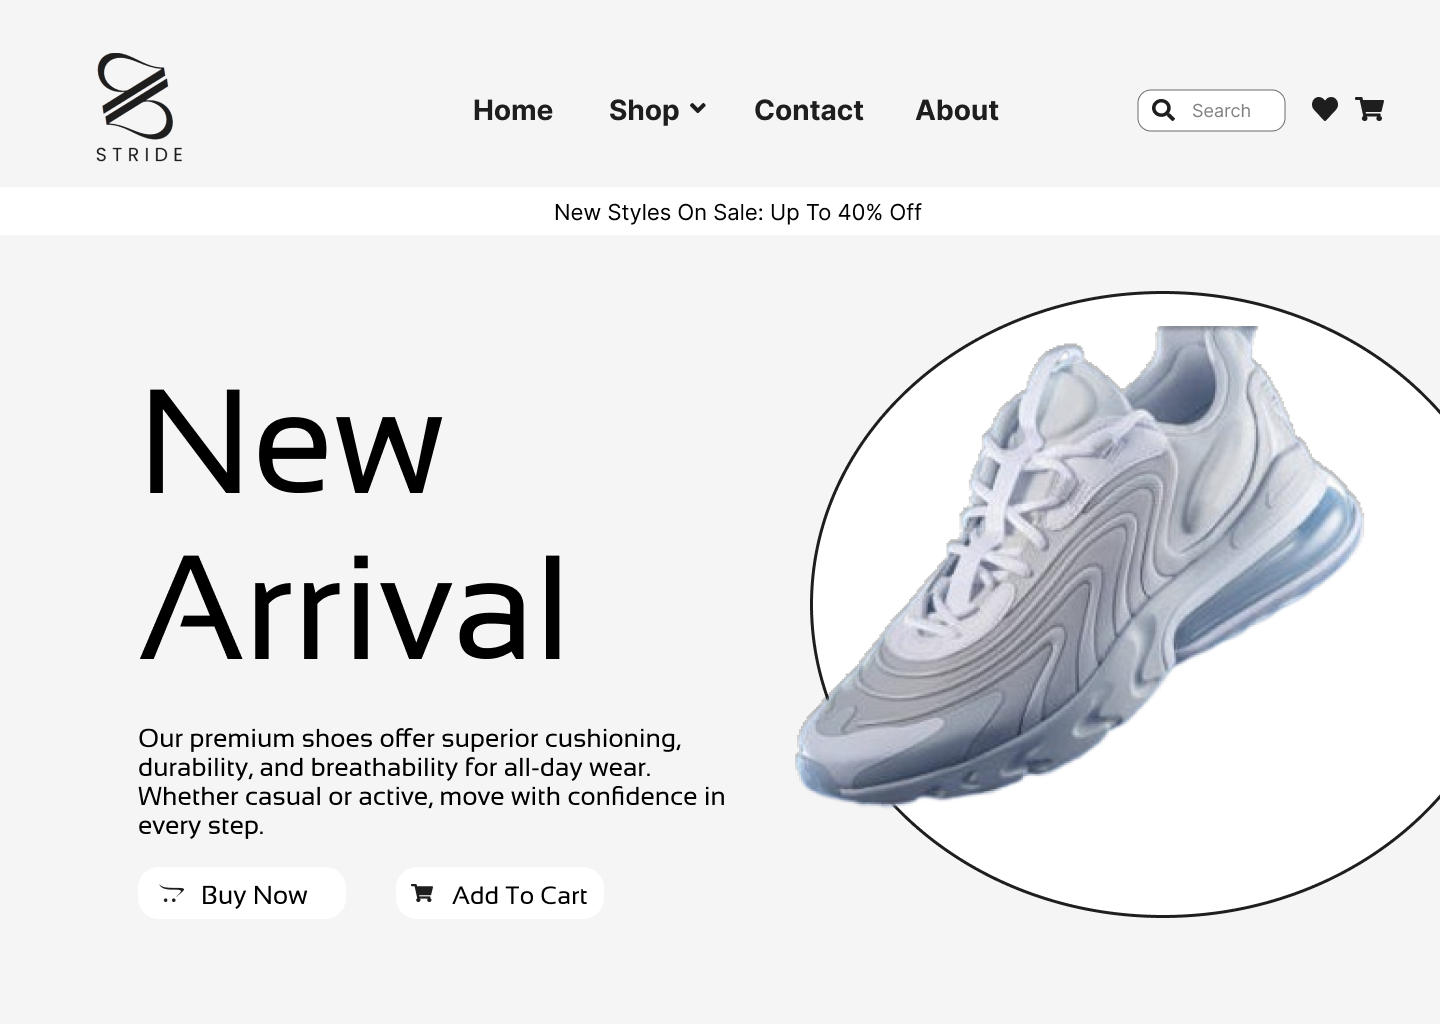 STRIDE
Home
Shop
Contact
About
Search
New Styles On Sale: Up To 40% Off
New
Arrival
Our premium shoes offer superior cushioning,
durability, and breathability for all-day wear.
Whether casual or active, move with confidence in
every step.
Buy Now
Add To Cart